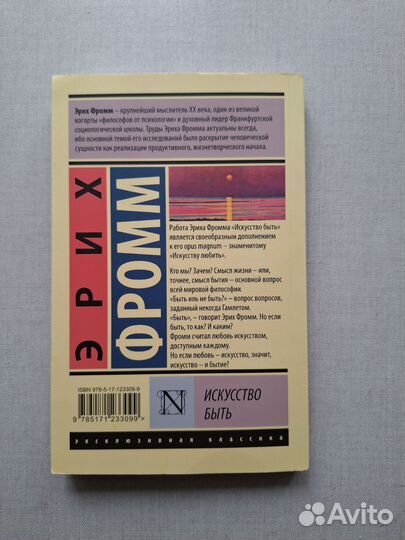 Эрих Фромм – крупнейший мыслитель XX века, один из великой
когорты «философов от психологии» и духовный лидер Франкфуртской
социологической школы. Труды Эриха Фромма актуальны всегда,
ибо основной темой его исследований было раскрытие человеческой
сущности как реализации продуктивного, жизнетворческого начала.
ЭРИХ
ФРОММ
Работа Эрика Фромма «Искусство быть»
является своеобразным дополнением
к его opus magnum – знаменитому
«Искусству любить».
Кто мы? Зачем? Смысл жизни – или,
точнее, смысл бытия – основной вопрос
всей мировой философии.
«Быть иль не быть?» – вопрос вопросов,
заданный некогда Гамлетом.
«Быть», – говорит Эрих Фромм. Но если
быть, то как? И каким?
Фромм считал любовь искусством,
доступным каждому.
Но если любовь – искусство, значит,
искусство – и бытие?
ISBN 978-5-17-123309-9
9 785171 233099 >
N
ИСКУССТВО
БЫТЬ
эксклюзивная классика
Avito